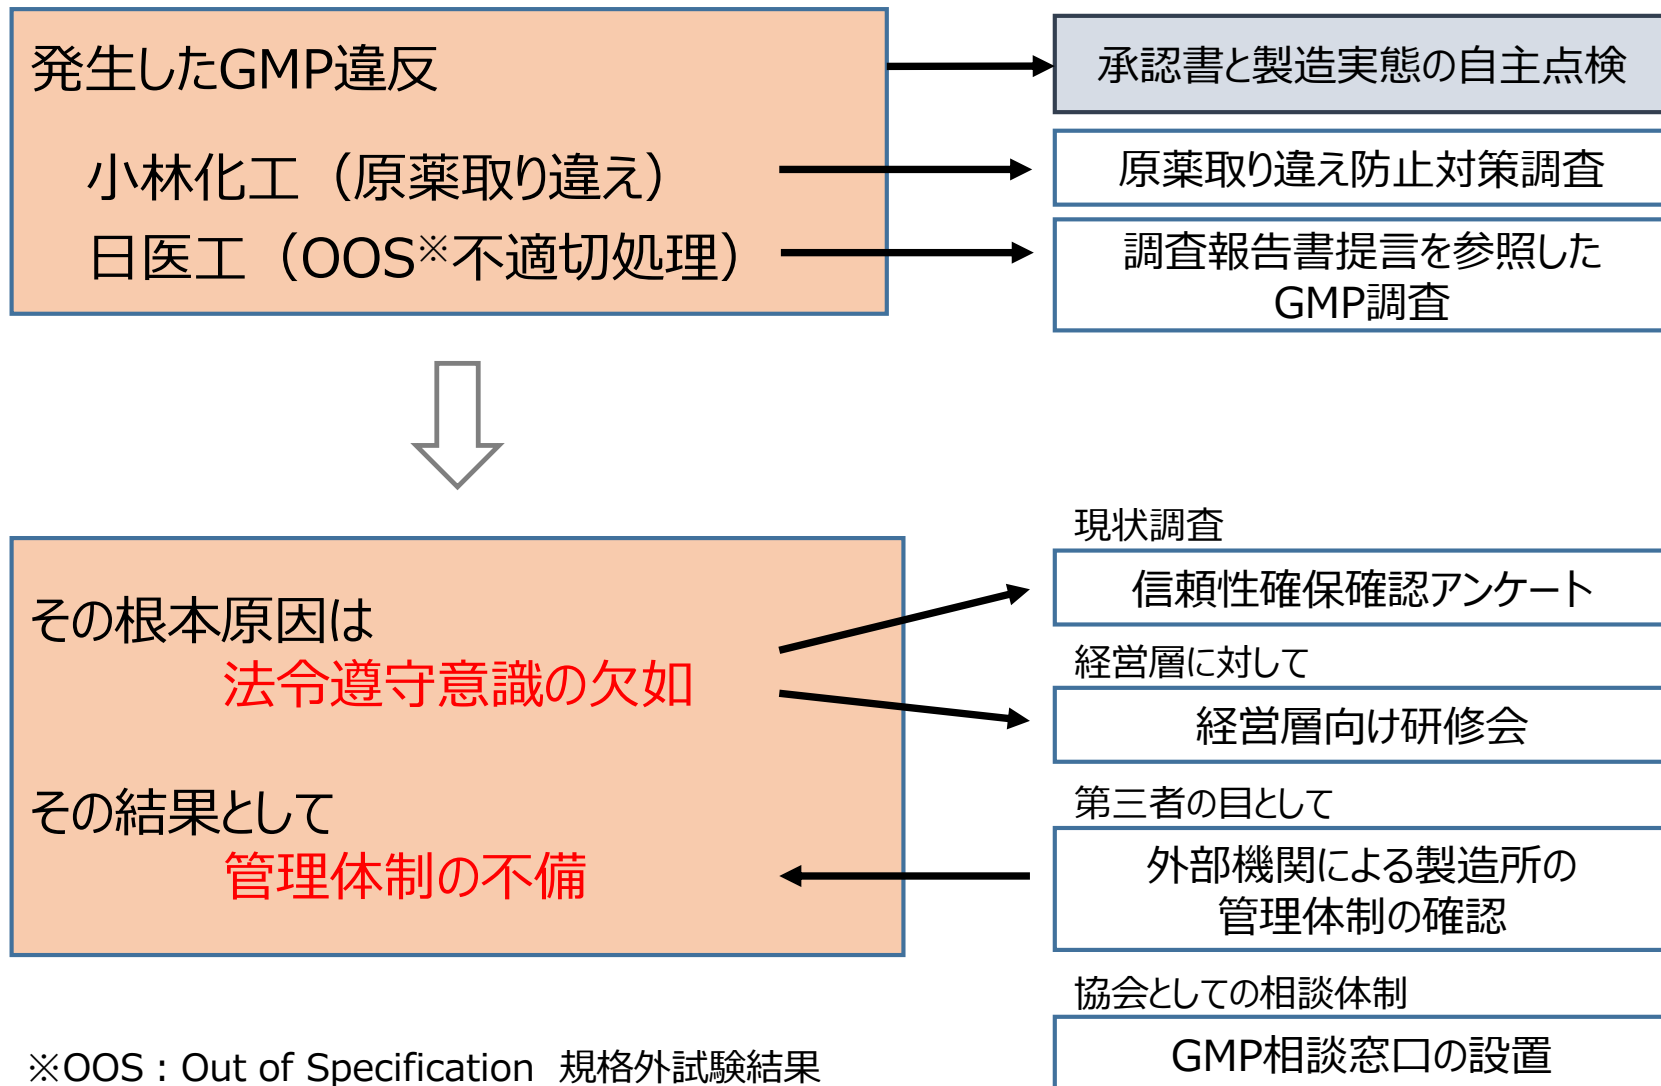 発生したGMP違反
小林化工（原薬取り違え）
日医工（OOS※不適切処理）
承認書と製造実態の自主点検
原薬取り違え防止対策調査
調査報告書提言を参照した
GMP調査
その根本原因は
法令遵守意識の欠如
その結果として
管理体制の不備
現状調査
信頼性確保確認アンケート
経営層に対して
経営層向け研修会
第三者の目として
外部機関による製造所の
管理体制の確認
協会としての相談体制
GMP相談窓口の設置
※OOS：Out of Specification 規格外試験結果